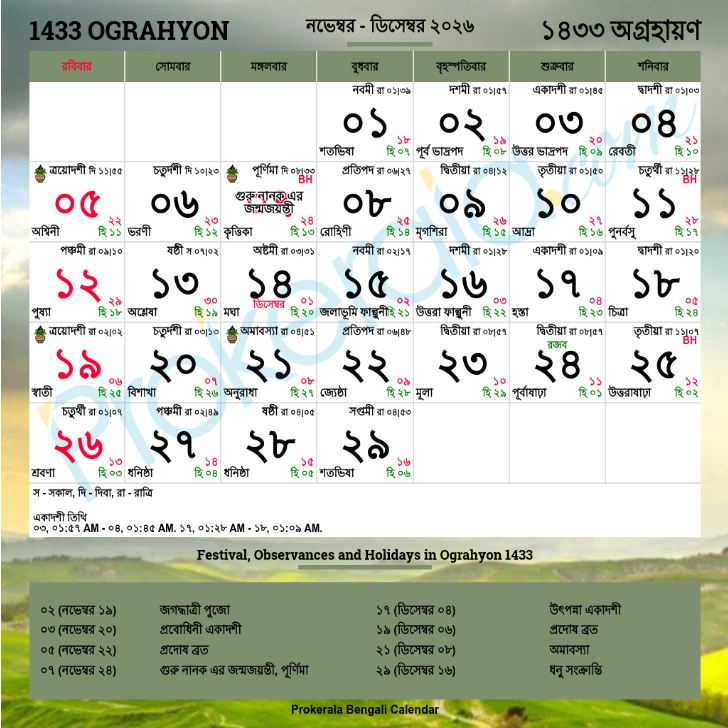 1433 OGRAHYON
নভেম্বর - ডিসেম্বর ২০২৬
১৪৩৩ অগ্রহায়ণ
রবিবার সোমবার মঙ্গলবার বুধবার বৃহস্পতিবার শুক্রবার শনিবার
নবমী রা ০১|৩৯ দশমী রা ০১|৫৭ একাদশী রা ০১|৪৫ দ্বাদশী রা ০১|০৩
০১ ০২ ০৩ ০৪
১৮ ১৯ ২০ ২১
শতভিষা হি ০৭ পূর্ব ভাদ্রপদ হি ০৮ উত্তর ভাদ্রপদ হি ০৯ রেবতী হি ১০
ত্রয়োদশী দি ১১|৫৫ চতুর্দশী দি ১০|২৩ পূর্ণিমা দি ০৮|৩৩ প্রতিপদ রা ০৬|২৭ দ্বিতীয়া রা ০৪|১২ তৃতীয়া রা ০১|৫০ চতুর্থী রা ১১|২৮
BH BH
গুরু নানক এর
জন্মজয়ন্তী
০৫ ০৬ ০৮ ০৯ ১০ ১১
২২ ২৩ ২৪ ২৫ ২৬ ২৭ ২৮
অশ্বিনী হি ১১ ভরণী হি ১২ কৃত্তিকা হি ১৩ রোহিণী হি ১৪ মৃগশিরা হি ১৫ আদ্রা হি ১৬ পুনর্বসু হি ১৭
পঞ্চমী রা ০৯|১০ ষষ্ঠী স ০৭|০২ অষ্টমী রা ০৩|৩১ নবমী রা ০২|১৭ দশমী রা ০১|২৮ একাদশী রা ০১|০৯ দ্বাদশী রা ০১|২০
১২ ১৩ ১৪ ১৫ ১৬ ১৭ ১৮
ডিসেম্বর
২৯ ৩০ ০১ ০২ ০৩ ০৪ ০৫
পুষ্যা হি ১৮ অশ্লেষা হি ১৯ মঘা হি ২০ জলাভূমি ফাল্গুনী হি ২১ উত্তরা ফাল্গুনী হি ২২ হস্তা হি ২৩ চিত্রা হি ২৪
ত্রয়োদশী রা ০২|০২ চতুর্দশী রা ০৩|১৩ অমাবস্যা রা ০৪|৫১ প্রতিপদ রা ০৬|৪৮ দ্বিতীয়া রা ০৮|৫৭ দ্বিতীয়া রা ০৮|৫৭ তৃতীয়া রা ১১|০৭
রজব BH
১৯ ২০ ২১ ২২ ২৩ ২৪ ২৫
০৬ ০৭ ০৮ ০৯ ১০ ১১ ১২
স্বাতী হি ২৫ বিশাখা হি ২৬ অনুরাধা হি ২৭ জ্যেষ্ঠা হি ২৮ মূলা হি ২৯ পূর্বাষাঢ়া হি ০১ উত্তরাষাঢ়া হি ০২
চতুর্থী রা ০১|০৭ পঞ্চমী রা ০২|৪৯ ষষ্ঠী রা ০৪|০৫ সপ্তমী রা ০৪|৫৩
২৬ ২৭ ২৮ ২৯
১৩ ১৪ ১৫ ১৬
শ্রবণা হি ০৩ ধনিষ্ঠা হি ০৪ ধনিষ্ঠা হি ০৫ শতভিষা হি ০৬
Prokerala.com
স - সকাল, দি - দিবা, রা - রাত্রি
একাদশী তিথি
০৩, ০১:৫৭ AM - ০৪, ০১:৪৫ AM. ১৭, ০১:২৮ AM - ১৮, ০১:০৯ AM.
Festival, Observances and Holidays in Ograhyon 1433
০২ (নভেম্বর ১৯) জগদ্ধাত্রী পুজো ১৭ (ডিসেম্বর ০৪) উৎপন্না একাদশী
০৩ (নভেম্বর ২০) প্রবোধিনী একাদশী ১৯ (ডিসেম্বর ০৬) প্রদোষ ব্রত
০৫ (নভেম্বর ২২) প্রদোষ ব্রত ২১ (ডিসেম্বর ০৮) অমাবস্যা
০৭ (নভেম্বর ২৪) গুরু নানক এর জন্মজয়ন্তী, পূর্ণিমা ২৯ (ডিসেম্বর ১৬) ধনু সংক্রান্তি
Prokerala Bengali Calendar